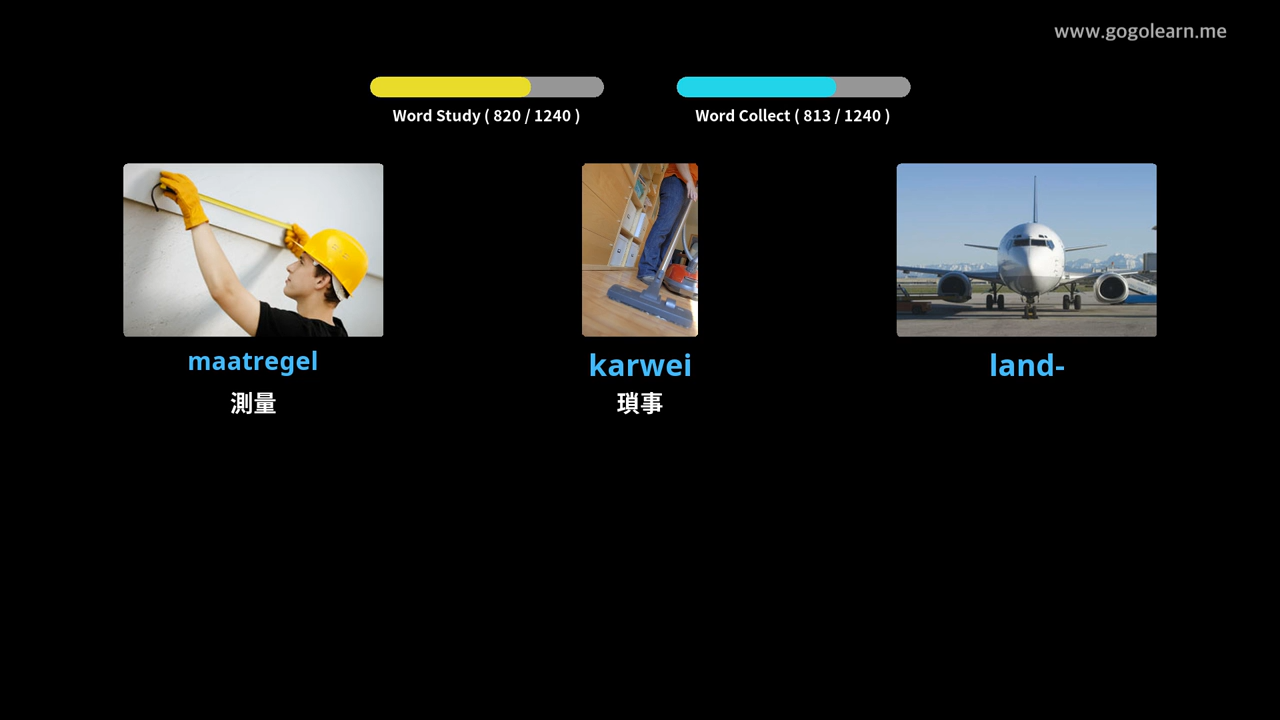 www.gogolearn.me
Word Study ( 820 / 1240 )
Word Collect ( 813 / 1240 )
maatregel
karwei
land-
測量
瑣事